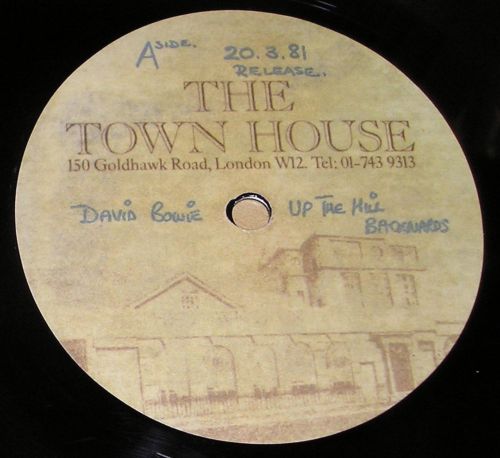 A SIDE. 20.3.81
RELEASE.
THE
TOWN HOUSE
150 Goldhawk Road, London W12. Tel: 01-743 9313
DAVID BOWIE UP THE HILL
BACKWARDS